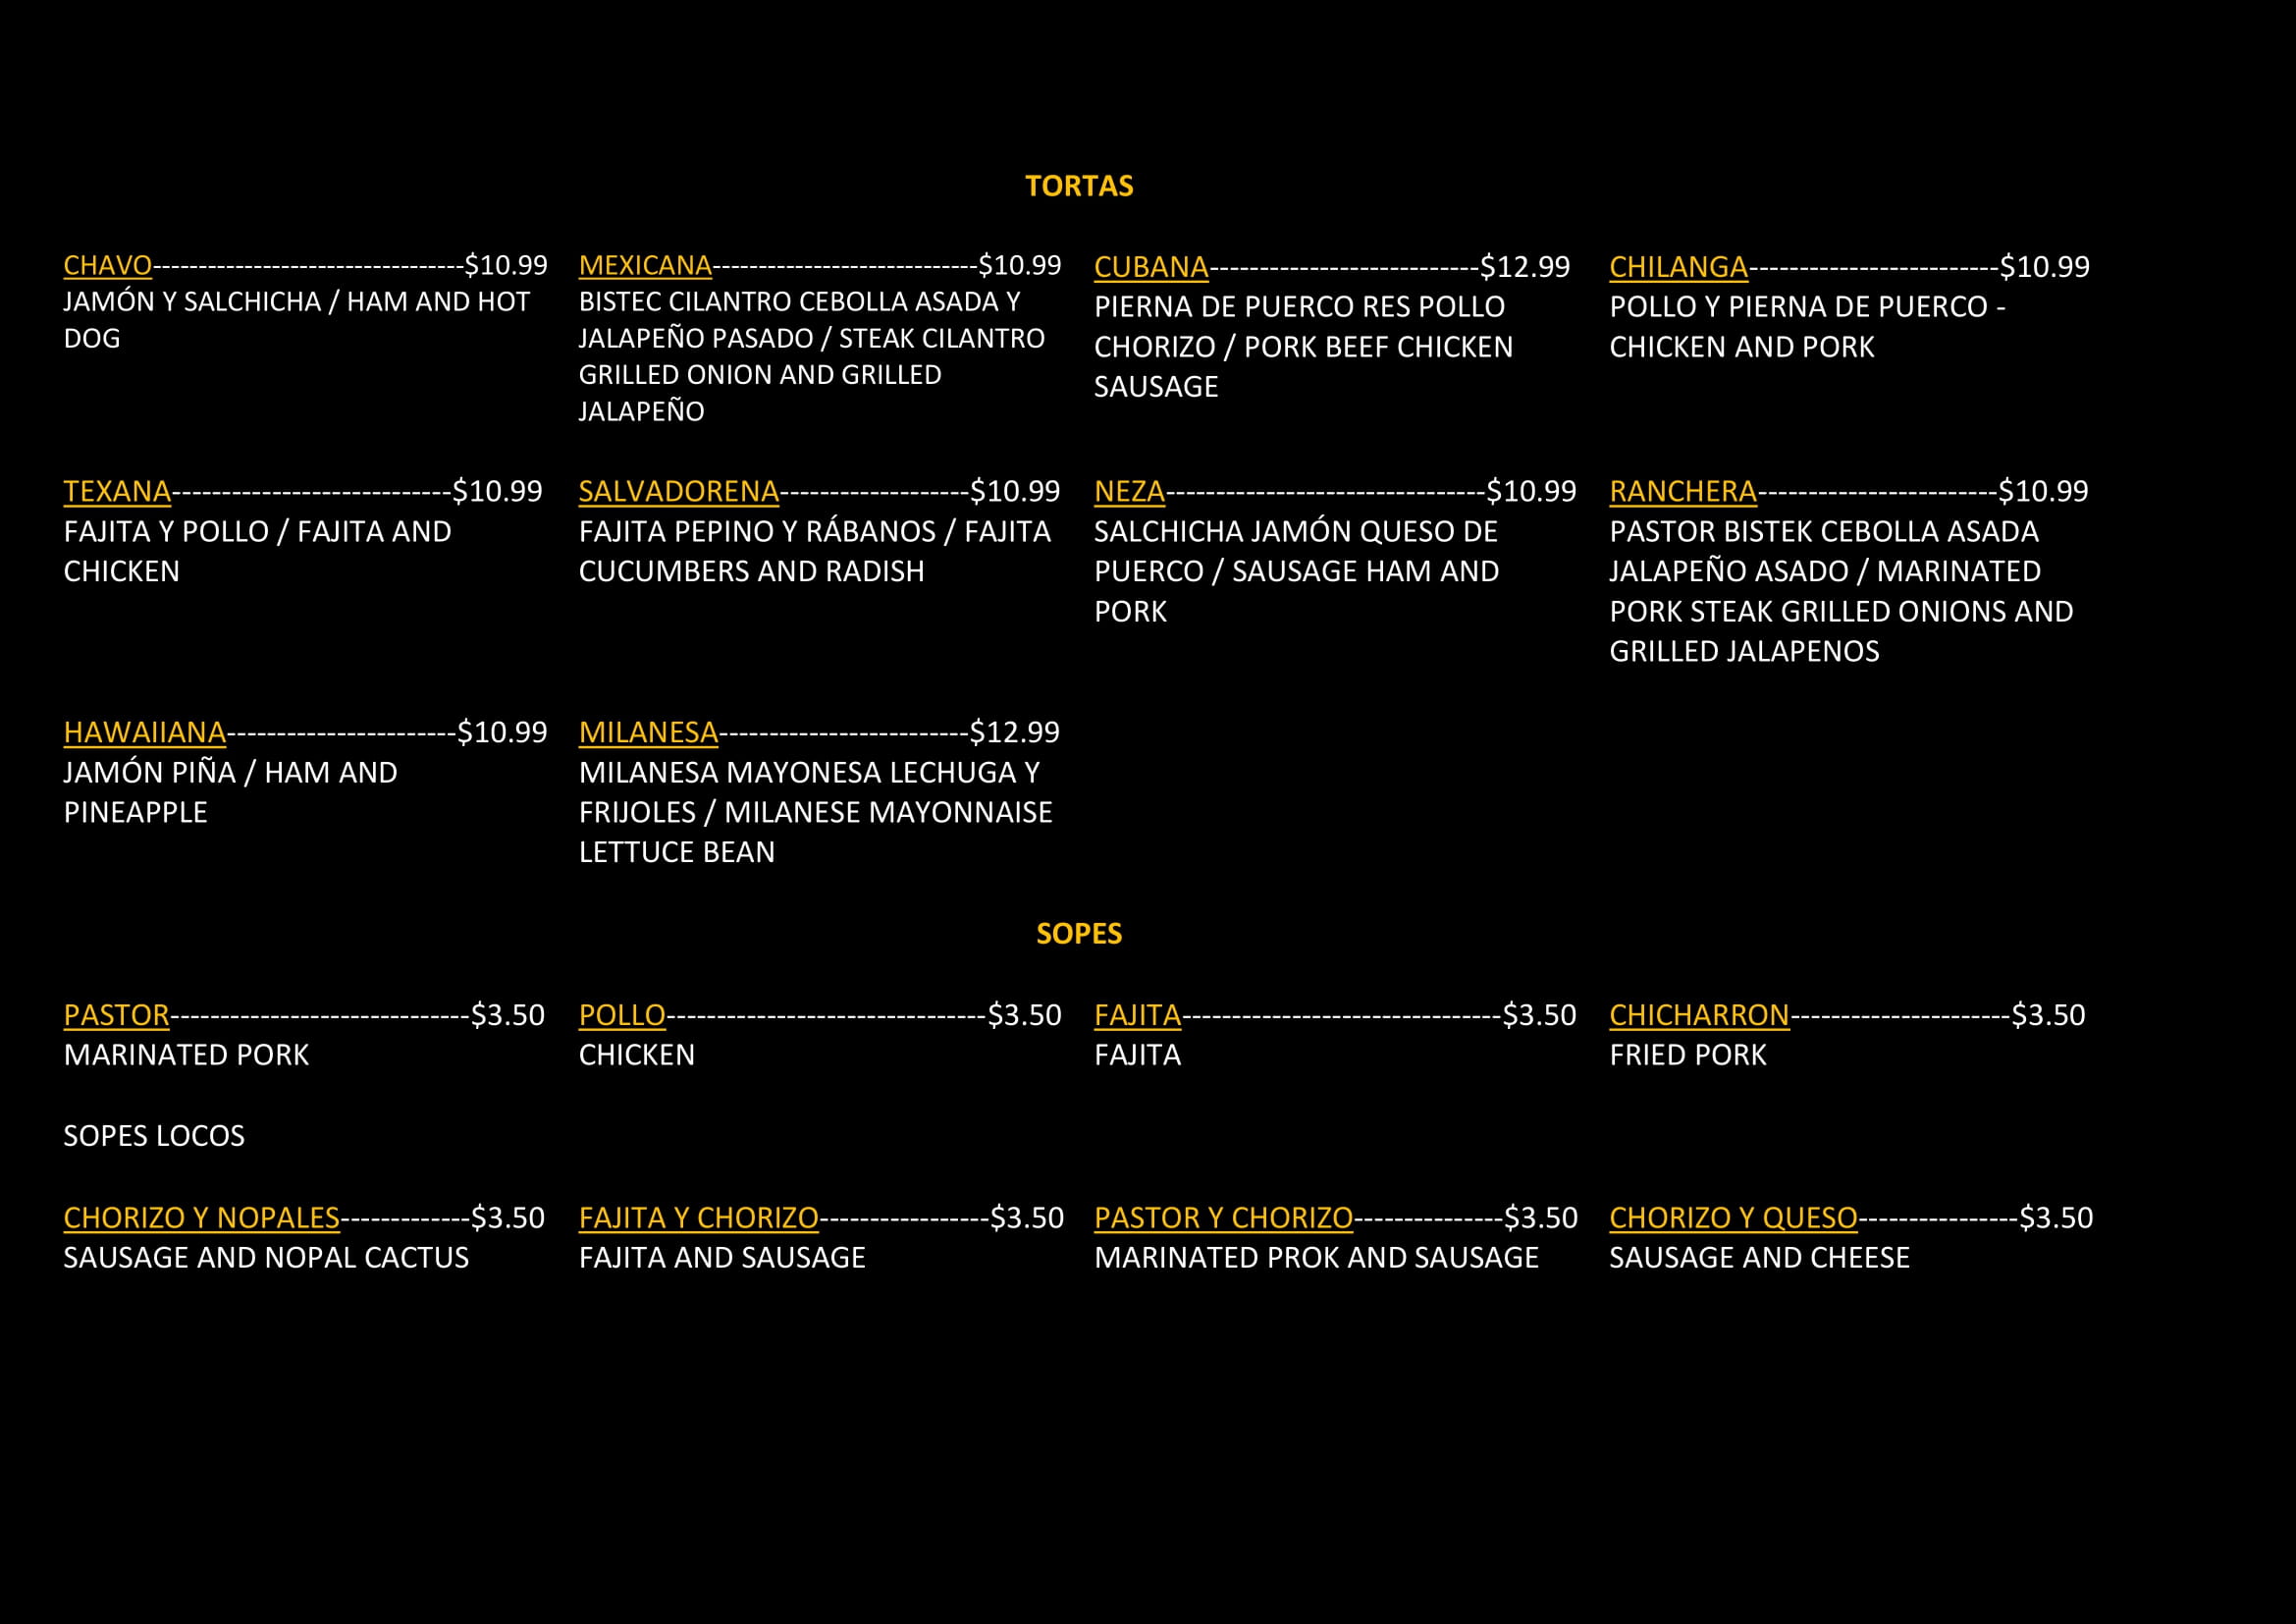 TORTAS
CHAVO----------------------------------$10.99
JAMÓN Y SALCHICHA / HAM AND HOT
DOG
MEXICANA-----------------------------$10.99
BISTEC CILANTRO CEBOLLA ASADA Y
JALAPEÑO PASADO / STEAK CILANTRO
GRILLED ONION AND GRILLED
JALAPEÑO
CUBANA---------------------------$12.99
PIERNA DE PUERCO RES POLLO
CHORIZO / PORK BEEF CHICKEN
SAUSAGE
CHILANGA-------------------------$10.99
POLLO Y PIERNA DE PUERCO -
CHICKEN AND PORK
TEXANA----------------------------$10.99
FAJITA Y POLLO / FAJITA AND
CHICKEN
SALVADORENA-------------------$10.99
FAJITA PEPINO Y RÁBANOS / FAJITA
CUCUMBERS AND RADISH
NEZA--------------------------------$10.99
SALCHICHA JAMÓN QUESO DE
PUERCO / SAUSAGE HAM AND
PORK
RANCHERA------------------------$10.99
PASTOR BISTEK CEBOLLA ASADA
JALAPEÑO ASADO / MARINATED
PORK STEAK GRILLED ONIONS AND
GRILLED JALAPENOS
HAWAIIANA-----------------------$10.99
JAMÓN PIÑA / HAM AND
PINEAPPLE
MILANESA-------------------------$12.99
MILANESA MAYONESA LECHUGA Y
FRIJOLES / MILANESE MAYONNAISE
LETTUCE BEAN
SOPES
PASTOR------------------------------$3.50
MARINATED PORK
POLLO--------------------------------$3.50
CHICKEN
FAJITA--------------------------------$3.50
FAJITA
CHICHARRON----------------------$3.50
FRIED PORK
SOPES LOCOS
CHORIZO Y NOPALES-------------$3.50
SAUSAGE AND NOPAL CACTUS
FAJITA Y CHORIZO-----------------$3.50
FAJITA AND SAUSAGE
PASTOR Y CHORIZO---------------$3.50
MARINATED PROK AND SAUSAGE
CHORIZO Y QUESO----------------$3.50
SAUSAGE AND CHEESE